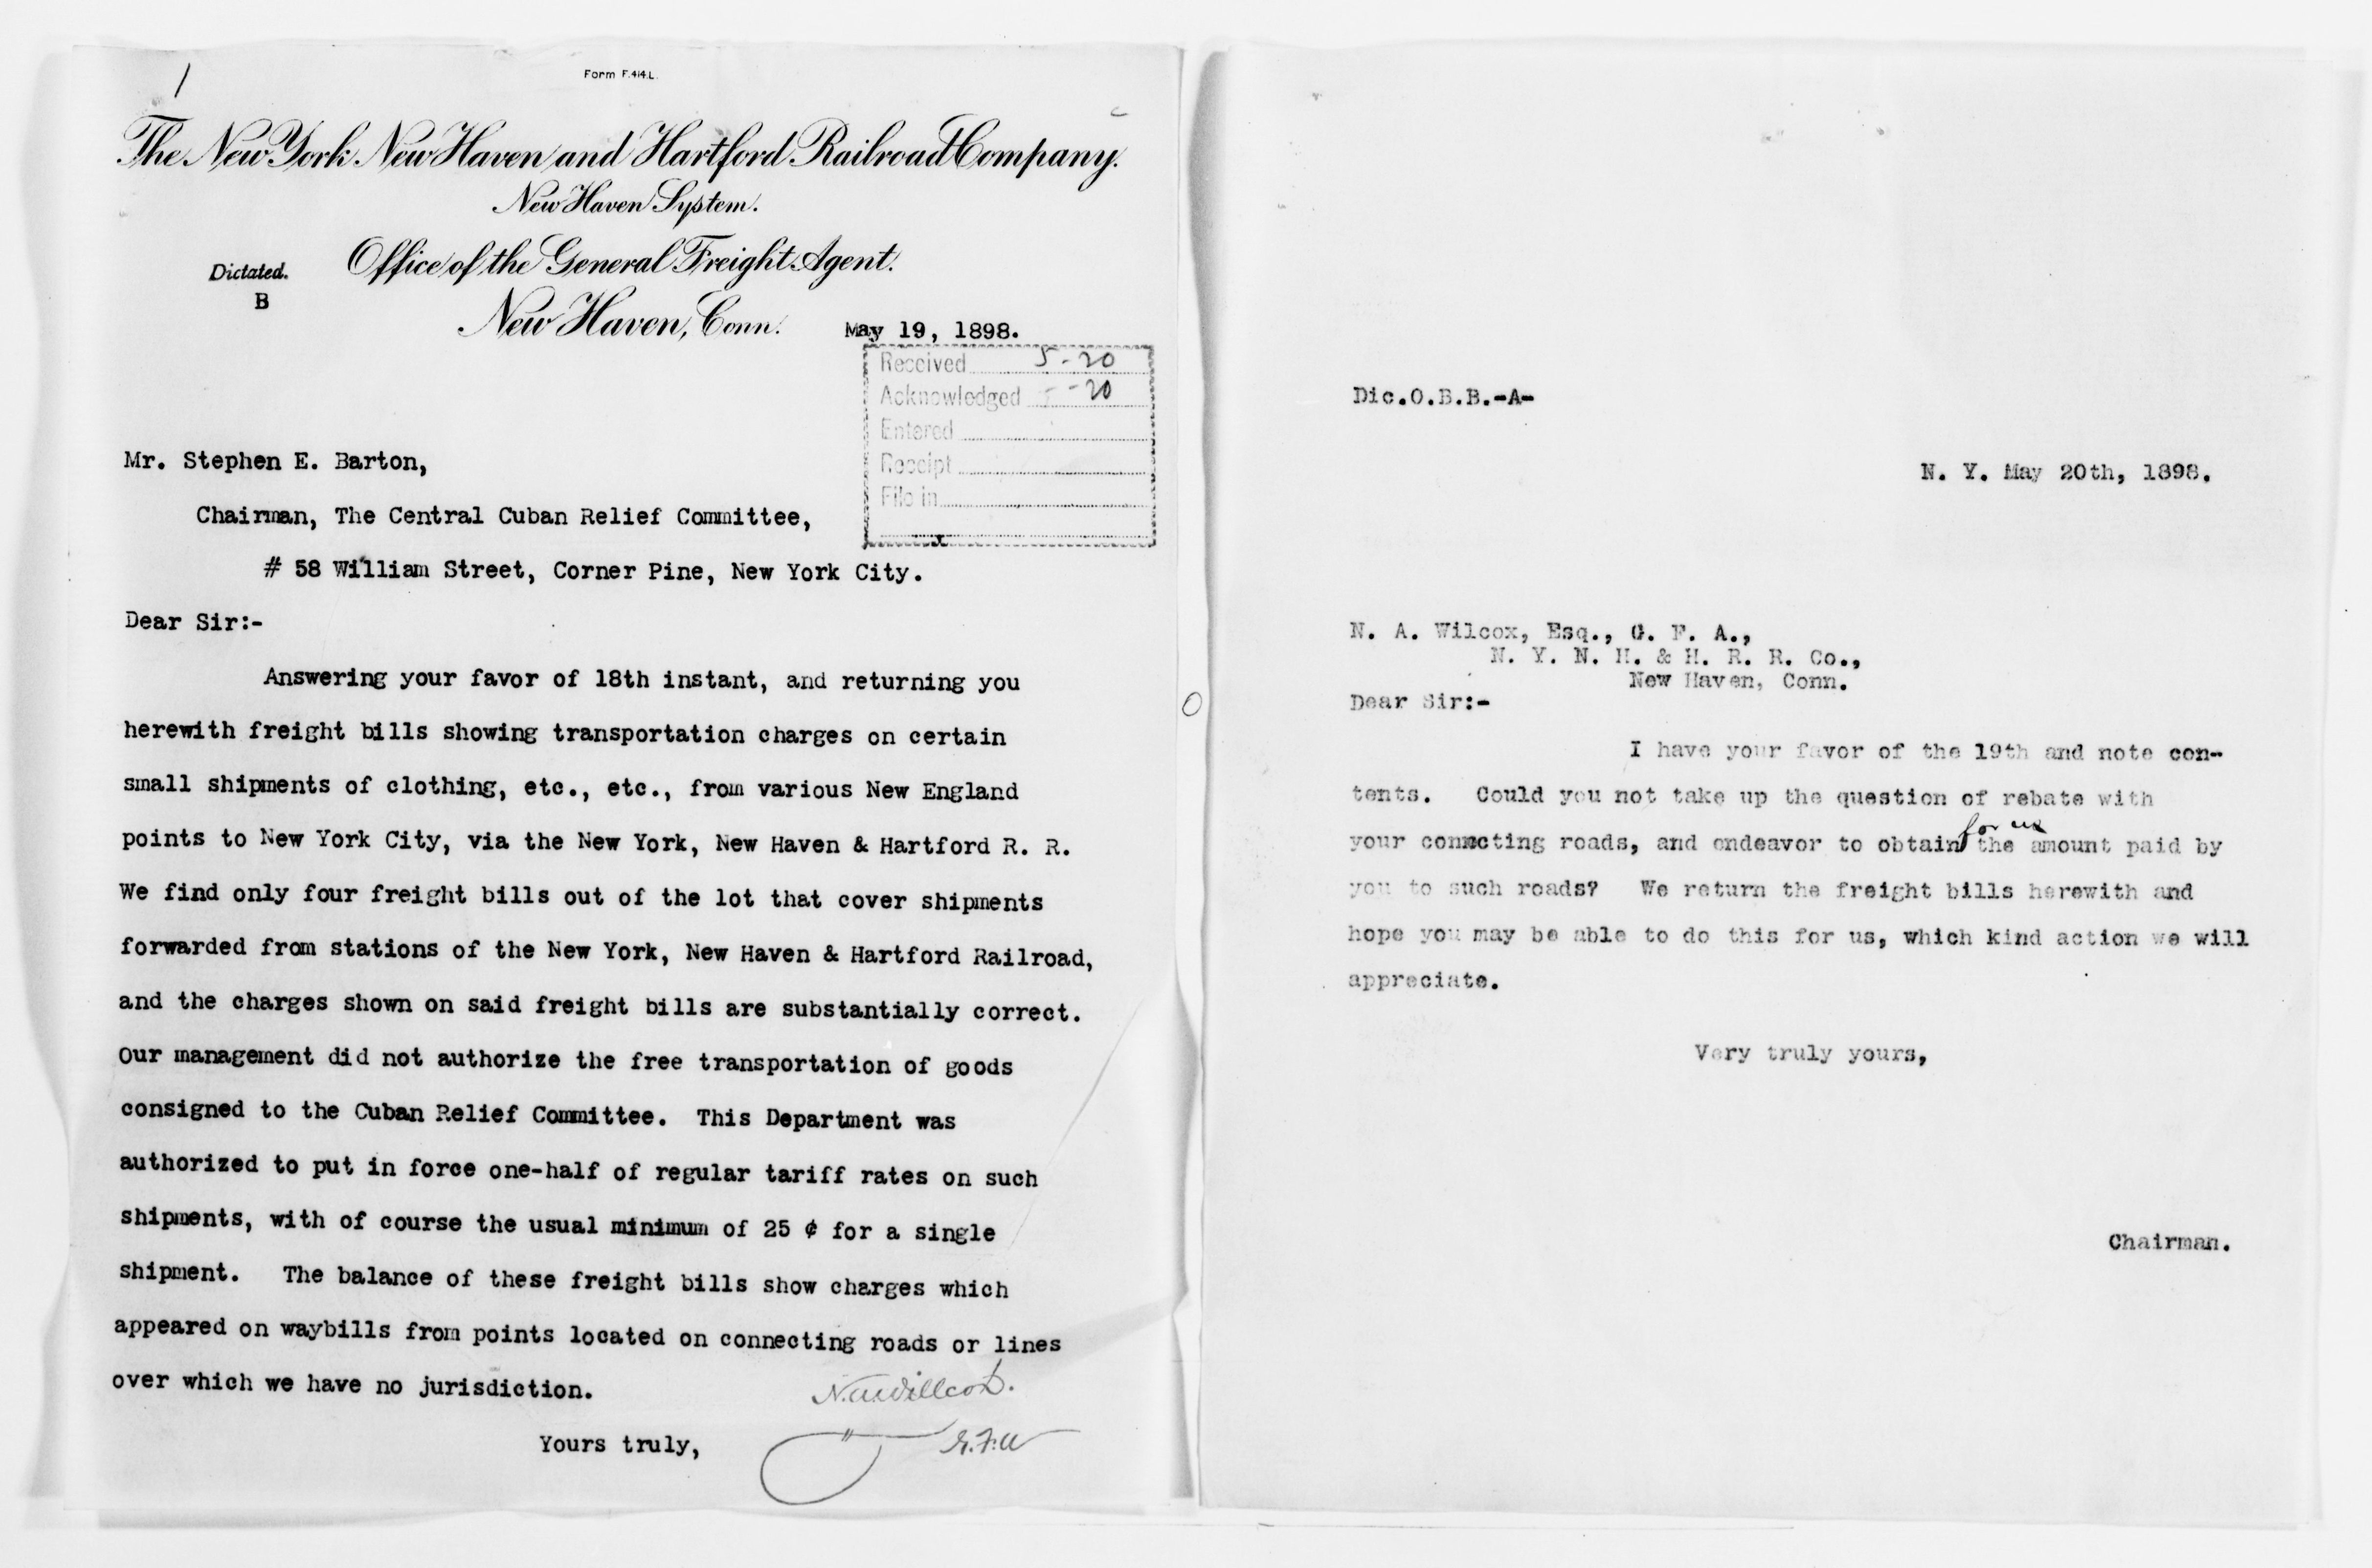 1
Form F.414.L.
The New York New Haven and Hartford Railroad Company.
New Haven System.
Dictated.
B
Office of the General Freight Agent.
New Haven, Conn.
May 19, 1898.
Received 5-20
Acknowledged 5-20
Entered
Receipt
File in
Mr. Stephen E. Barton,
Chairman, The Central Cuban Relief Committee,
# 58 William Street, Corner Pine, New York City.
Dear Sir:-
Answering your favor of 18th instant, and returning you
herewith freight bills showing transportation charges on certain
small shipments of clothing, etc., etc., from various New England
points to New York City, via the New York, New Haven & Hartford R. R.
We find only four freight bills out of the lot that cover shipments
forwarded from stations of the New York, New Haven & Hartford Railroad,
and the charges shown on said freight bills are substantially correct.
Our management did not authorize the free transportation of goods
consigned to the Cuban Relief Committee. This Department was
authorized to put in force one-half of regular tariff rates on such
shipments, with of course the usual minimum of 25 ¢ for a single
shipment. The balance of these freight bills show charges which
appeared on waybills from points located on connecting roads or lines
over which we have no jurisdiction.
Yours truly,
N.A. Willcox.
G.F.A
Dic.O.B.B.-A-
N. Y. May 20th, 1898.
N. A. Wilcox, Esq., G. F. A.,
N. Y. N. H. & H. R. R. Co.,
New Haven, Conn.
Dear Sir:-
I have your favor of the 19th and note con-
tents. Could you not take up the question of rebate with
for us
your connecting roads, and endeavor to obtain the amount paid by
you to such roads? We return the freight bills herewith and
hope you may be able to do this for us, which kind action we will
appreciate.
Very truly yours,
Chairman.